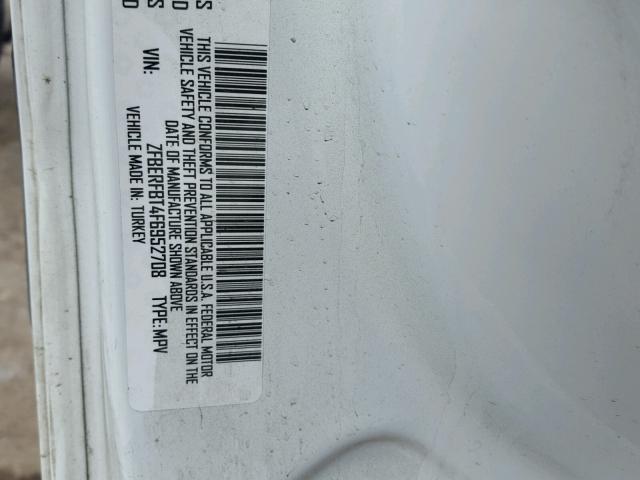 THIS VEHICLE CONFORMS TO ALL APPLICABLE U.S.A. FEDERAL MOTOR
VEHICLE SAFETY AND THEFT PREVENTION STANDARDS IN EFFECT ON THE
DATE OF MANUFACTURE SHOWN ABOVE
VIN: ZFBERFBT4F6952708 TYPE: MPV
VEHICLE MADE IN: TURKEY